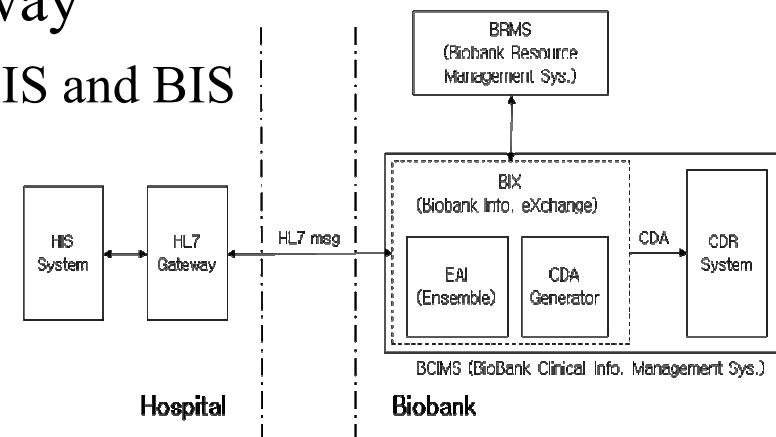 way
IS and BIS
BRMS
(Biobank Resource
Management Sys.)
BIX
(Biobank Info. eXchange)
HIS
System
HL7
Gateway
HL7 msg
EAI
(Ensemble)
CDA
Generator
CDA
CDR
System
BCIMS (BioBank Clinical Info. Management Sys.)
Hospital
Biobank